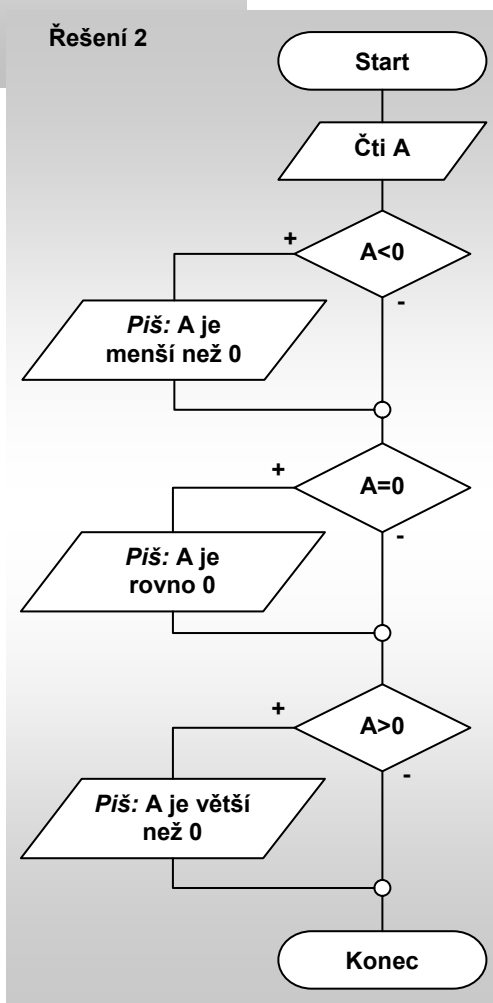 Řešení 2
Start
Čti A
+
A<0
-
Piš: A je
menší než 0
+
A=0
-
Piš: A je
rovno 0
+
A>0
-
Piš: A je větší
než 0
Konec